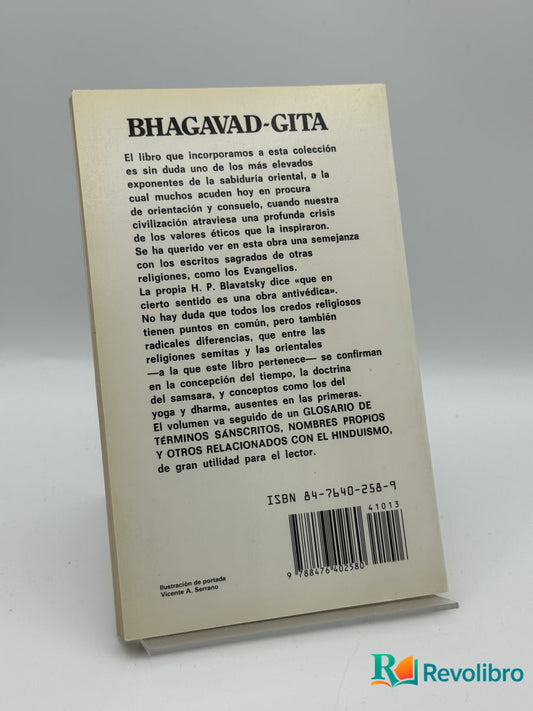 BHAGAVAD-GITA
El libro que incorporamos a esta colección
es sin duda uno de los más elevados
exponentes de la sabiduría oriental, a la
cual muchos acuden hoy en procura
de orientación y consuelo, cuando nuestra
civilización atraviesa una profunda crisis
de los valores éticos que la inspiraron.
Se ha querido ver en esta obra una semejanza
con los escritos sagrados de otras
religiones, como los Evangelios.
La propia H. P. Blavatsky dice «que en
cierto sentido es una obra antivédica».
No hay duda que todos los credos religiosos
tienen puntos en común, pero también
radicales diferencias, que entre las
religiones semitas y las orientales
—a la que este libro pertenece— se confirman
en la concepción del tiempo, la doctrina
del samsara, y conceptos como los del
yoga y dharma, ausentes en las primeras.
El volumen va seguido de un GLOSARIO DE
TÉRMINOS SÁNSCRITOS, NOMBRES PROPIOS
Y OTROS RELACIONADOS CON EL HINDUISMO,
de gran utilidad para el lector.
ISBN 84-7640-258-9
41013
9 788476 402580
Ilustración de portada
Vicente A. Serrano
Revolibro